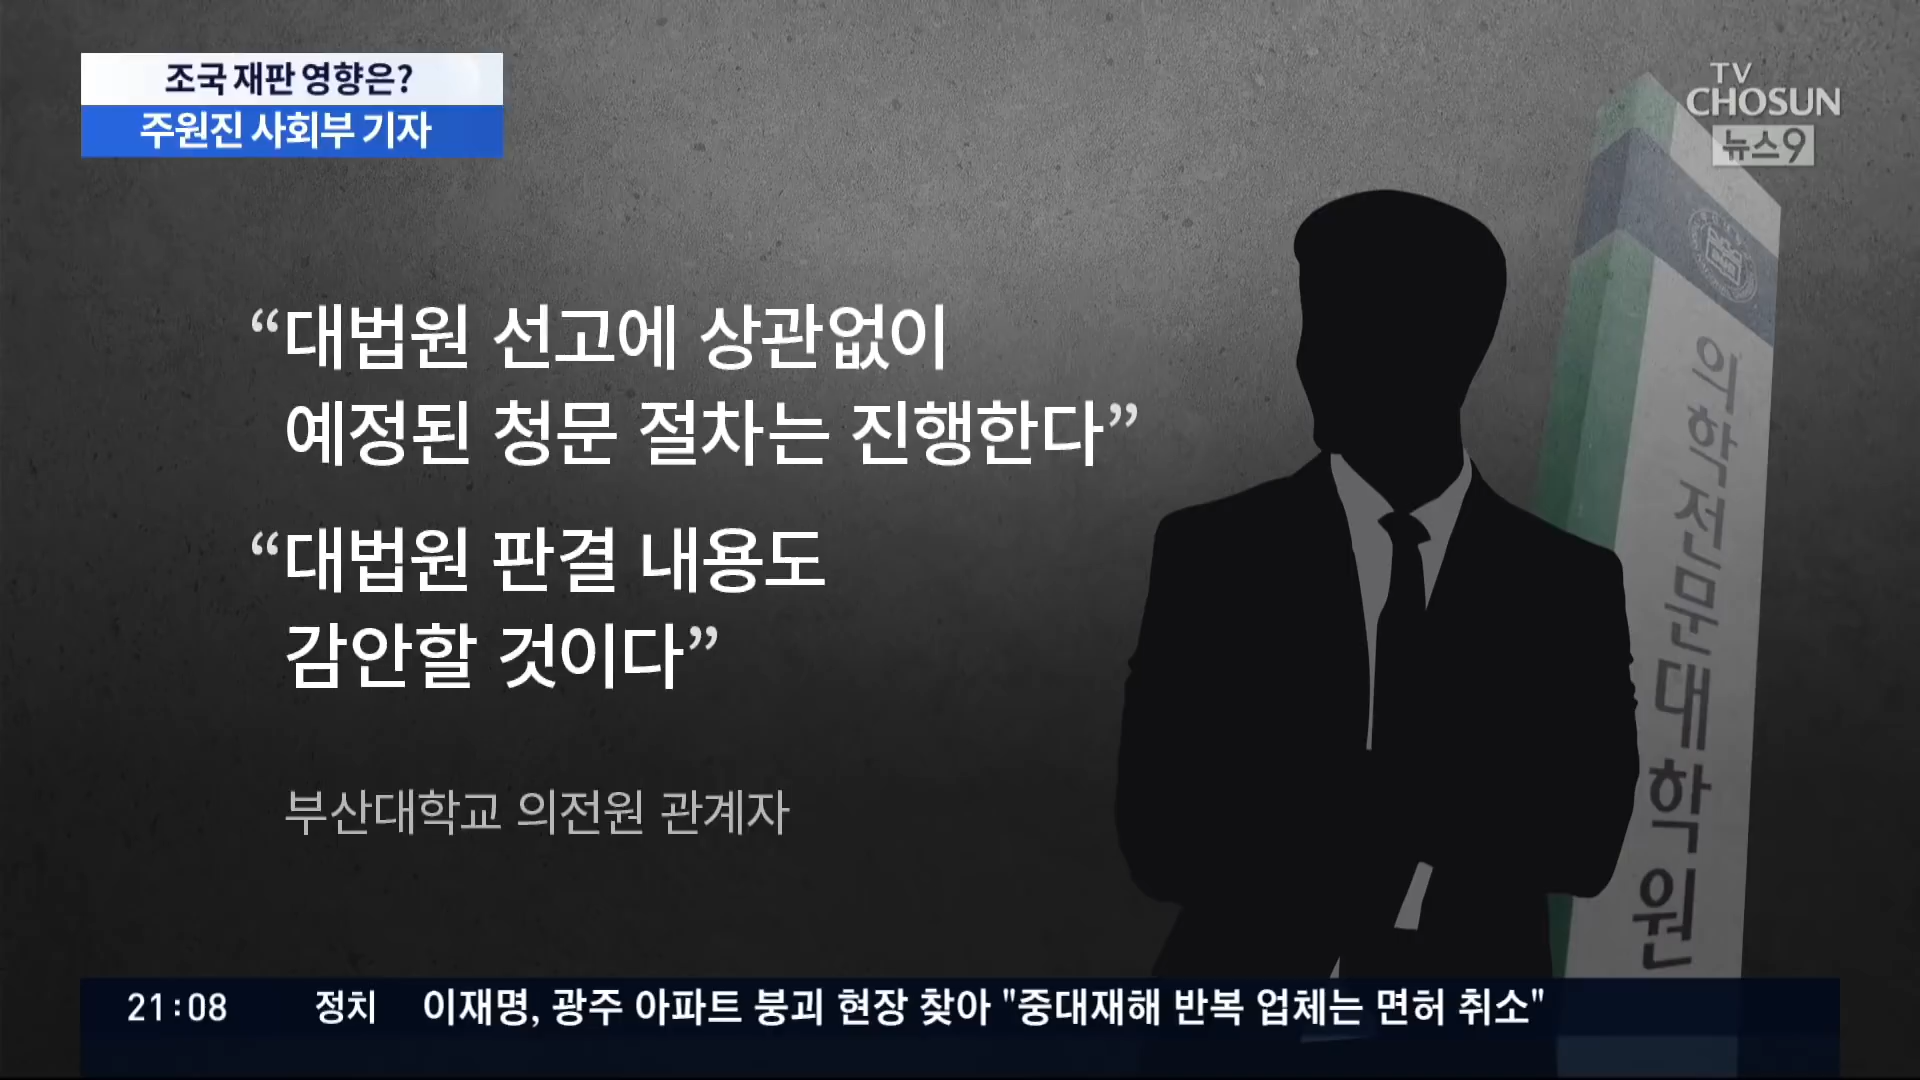 조국 재판 영향은?
주원진 사회부 기자
TV
CHOSUN
뉴스9
“대법원 선고에 상관없이
예정된 청문 절차는 진행한다”
“대법원 판결 내용도
감안할 것이다”
부산대학교 의전원 관계자
의학전문대학원
21:08 정치 이재명, 광주 아파트 붕괴 현장 찾아 "중대재해 반복 업체는 면허 취소"